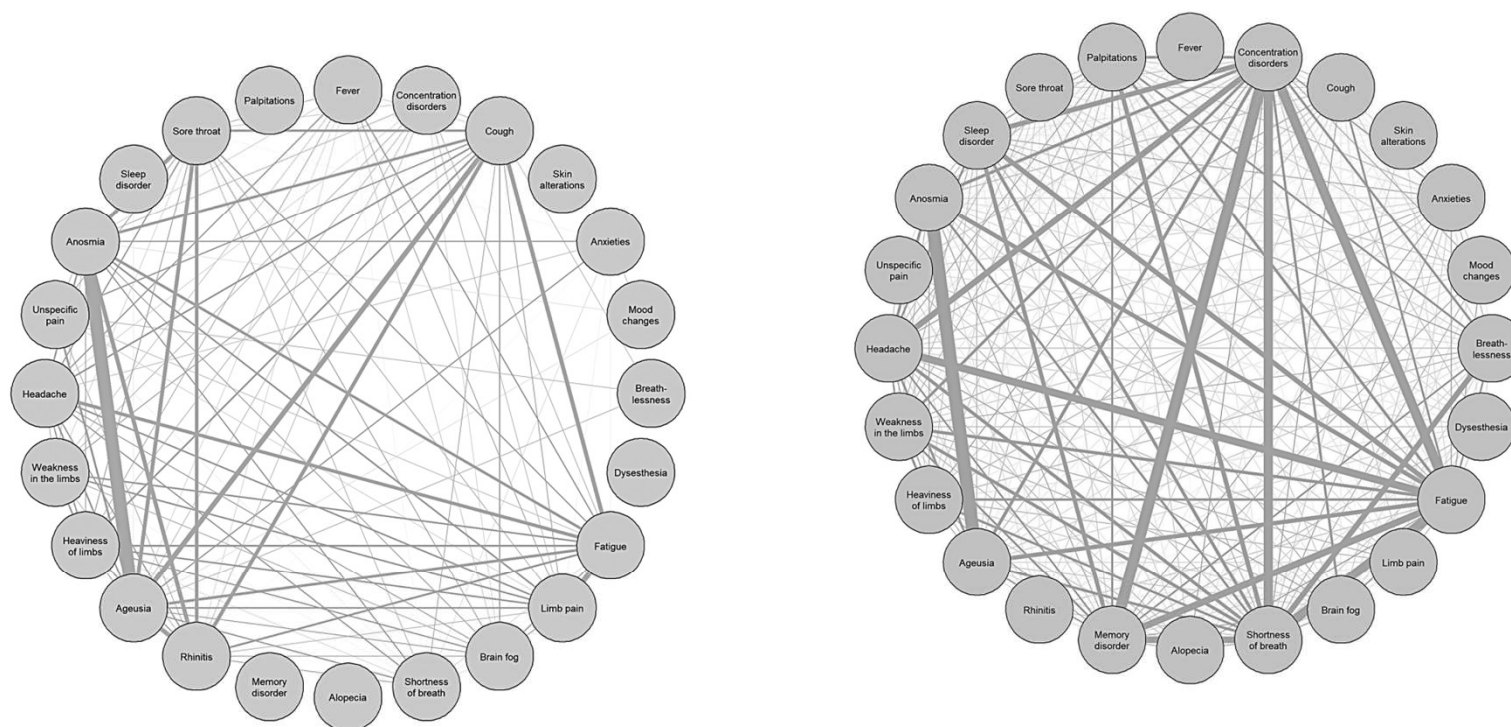 Fever
Palpitations
Concentration
disorders
Sore throat
Cough
Sleep
disorder
Skin
alterations
Anosmia
Anxieties
Unspecific
pain
Mood
changes
Headache
Breath-
lessness
Weakness
in the limbs
Dysesthesia
Heaviness
of limbs
Fatigue
Ageusia
Limb pain
Rhinitis
Brain fog
Memory
disorder
Shortness
of breath
Alopecia
Fever
Palpitations
Concentration
disorders
Sore throat
Cough
Sleep
disorder
Skin
alterations
Anosmia
Anxieties
Unspecific
pain
Mood
changes
Headache
Breath-
lessness
Weakness
in the limbs
Dysesthesia
Heaviness
of limbs
Fatigue
Ageusia
Limb pain
Rhinitis
Brain fog
Memory
disorder
Shortness
of breath
Alopecia